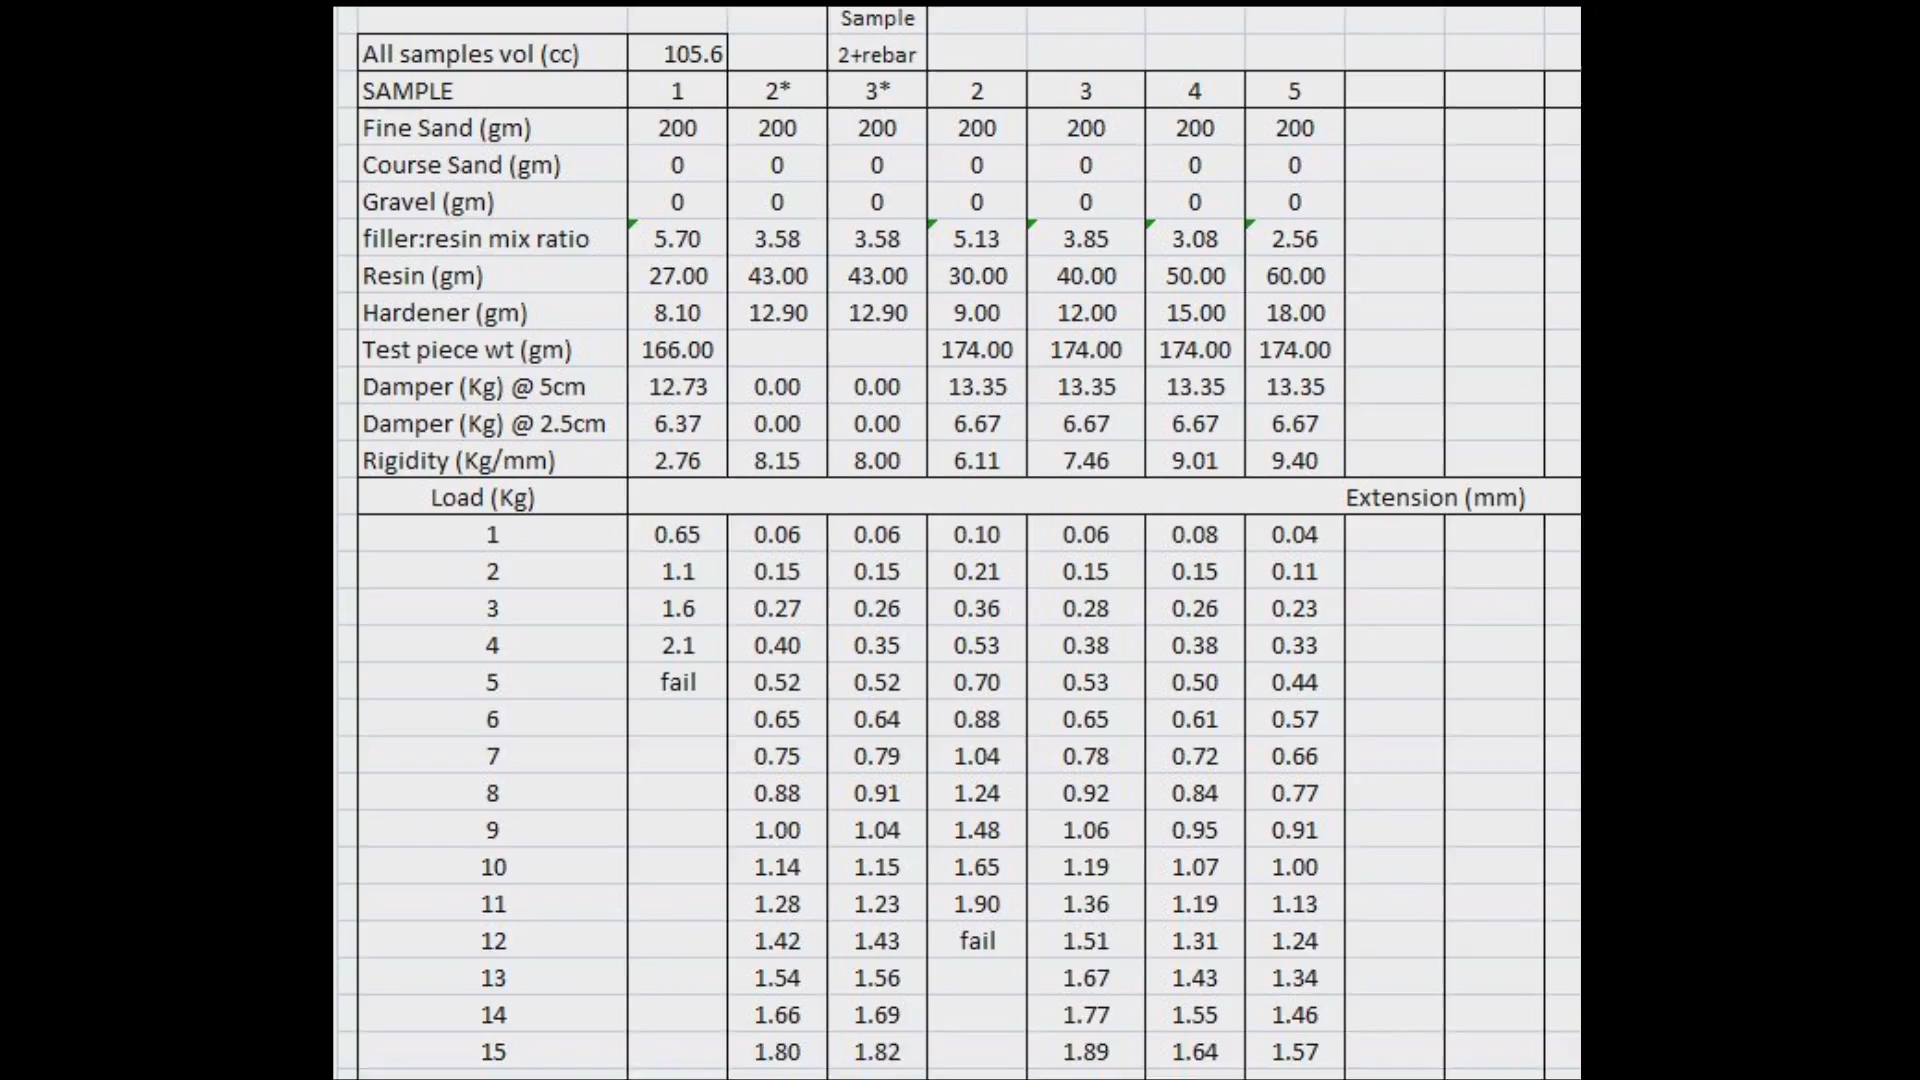 Sample
All samples vol (cc) 105.6 2+rebar
SAMPLE 1 2* 3* 2 3 4 5
Fine Sand (gm) 200 200 200 200 200 200 200
Course Sand (gm) 0 0 0 0 0 0 0
Gravel (gm) 0 0 0 0 0 0 0
filler:resin mix ratio 5.70 3.58 3.58 5.13 3.85 3.08 2.56
Resin (gm) 27.00 43.00 43.00 30.00 40.00 50.00 60.00
Hardener (gm) 8.10 12.90 12.90 9.00 12.00 15.00 18.00
Test piece wt (gm) 166.00 174.00 174.00 174.00 174.00
Damper (Kg) @ 5cm 12.73 0.00 0.00 13.35 13.35 13.35 13.35
Damper (Kg) @ 2.5cm 6.37 0.00 0.00 6.67 6.67 6.67 6.67
Rigidity (Kg/mm) 2.76 8.15 8.00 6.11 7.46 9.01 9.40
Load (Kg) Extension (mm)
1 0.65 0.06 0.06 0.10 0.06 0.08 0.04
2 1.1 0.15 0.15 0.21 0.15 0.15 0.11
3 1.6 0.27 0.26 0.36 0.28 0.26 0.23
4 2.1 0.40 0.35 0.53 0.38 0.38 0.33
5 fail 0.52 0.52 0.70 0.53 0.50 0.44
6 0.65 0.64 0.88 0.65 0.61 0.57
7 0.75 0.79 1.04 0.78 0.72 0.66
8 0.88 0.91 1.24 0.92 0.84 0.77
9 1.00 1.04 1.48 1.06 0.95 0.91
10 1.14 1.15 1.65 1.19 1.07 1.00
11 1.28 1.23 1.90 1.36 1.19 1.13
12 1.42 1.43 fail 1.51 1.31 1.24
13 1.54 1.56 1.67 1.43 1.34
14 1.66 1.69 1.77 1.55 1.46
15 1.80 1.82 1.89 1.64 1.57